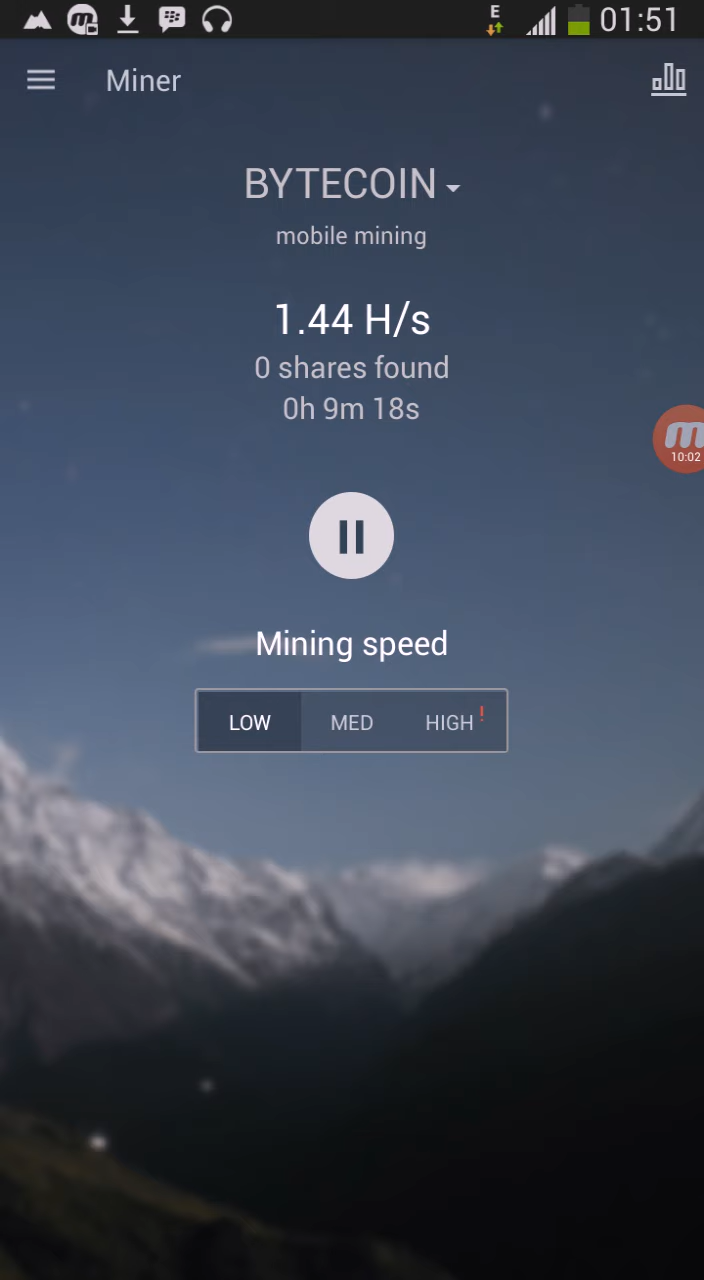 E
01:51
Miner
BYTECOIN
mobile mining
1.44 H/s
0 shares found
0h 9m 18s
m
10:02
Mining speed
LOW MED HIGH !